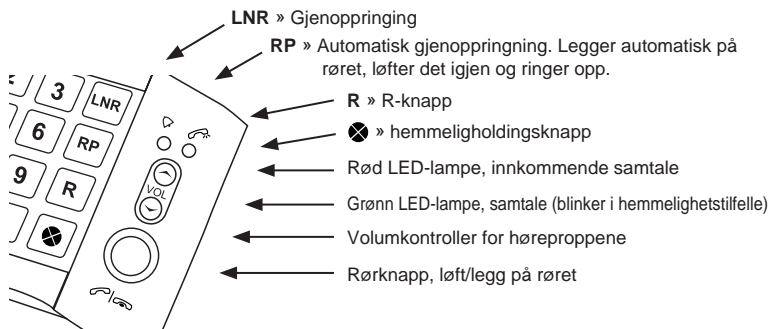 LNR » Gjenoppringing
RP » Automatisk gjenoppringning. Legger automatisk på
røret, løfter det igjen og ringer opp.
R » R-knapp
» hemmeligholdingsknapp
Rød LED-lampe, innkommende samtale
Grønn LED-lampe, samtale (blinker i hemmelighetstilfelle)
Volumkontroller for høreproppene
Rørknapp, løft/legg på røret
3
LNR
6
RP
9
R
VOL